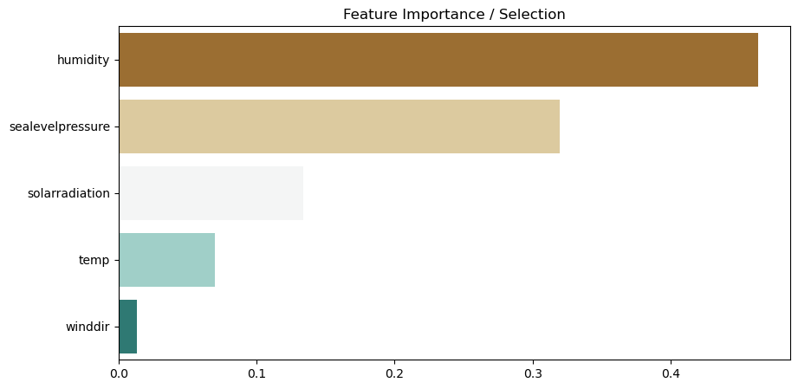 Feature Importance / Selection
humidity
sealevelpressure
solarradiation
temp
winddir
0.0 0.1 0.2 0.3 0.4